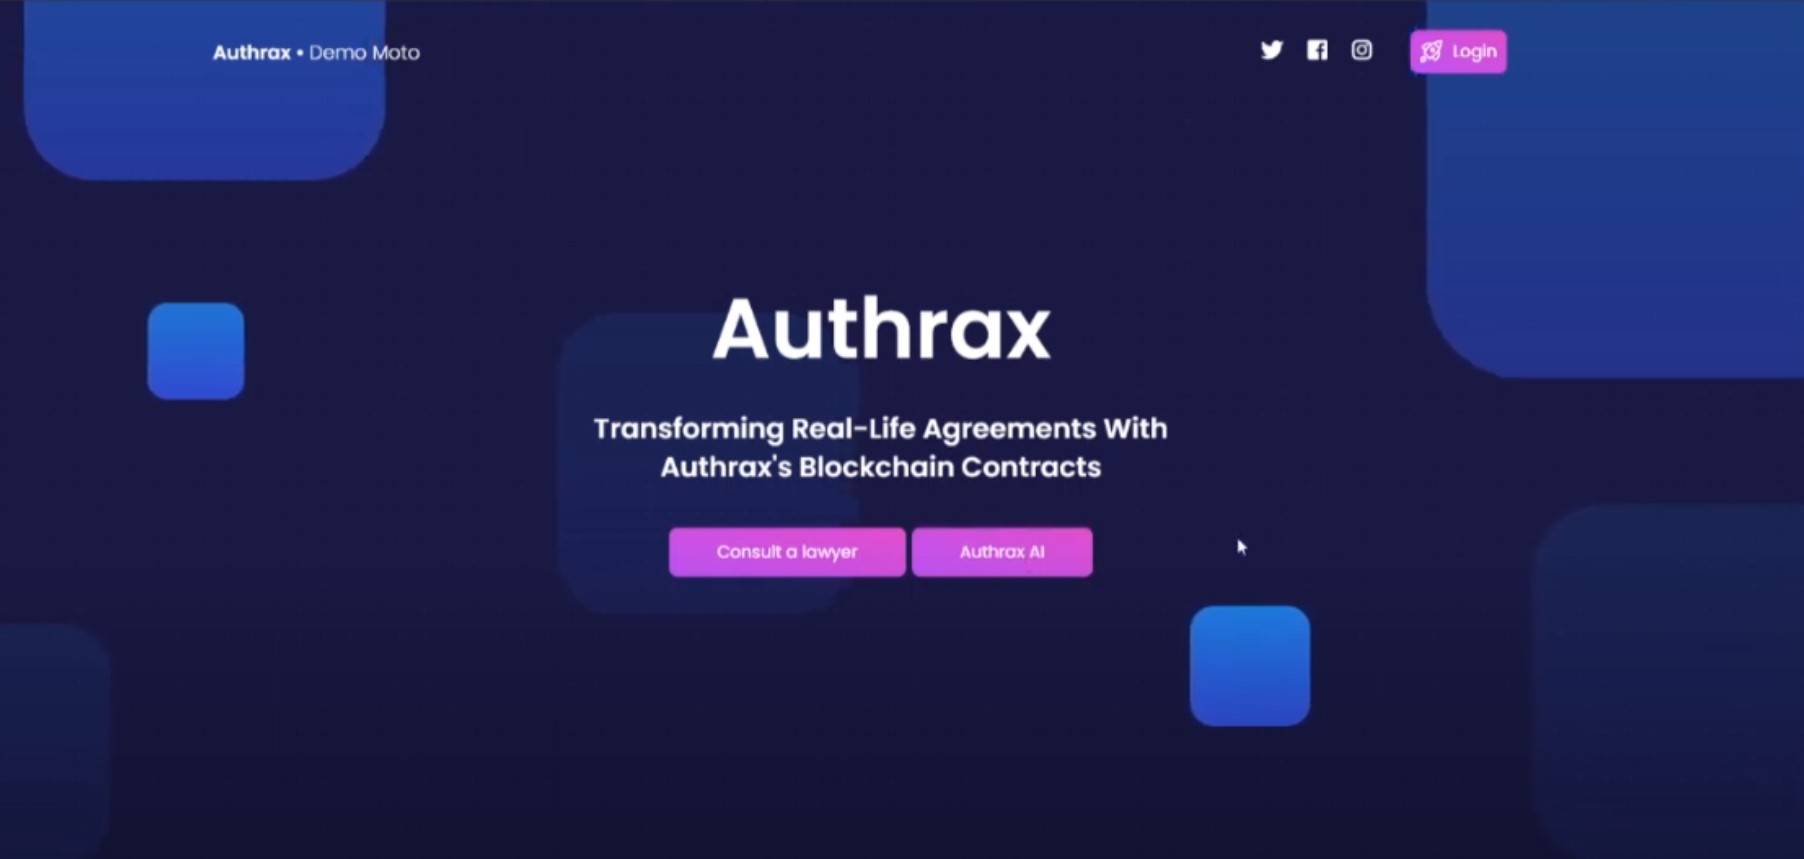 Authrax • Demo Moto
Login
Authrax
Transforming Real-Life Agreements With
Authrax's Blockchain Contracts
Consult a lawyer
Authrax AI